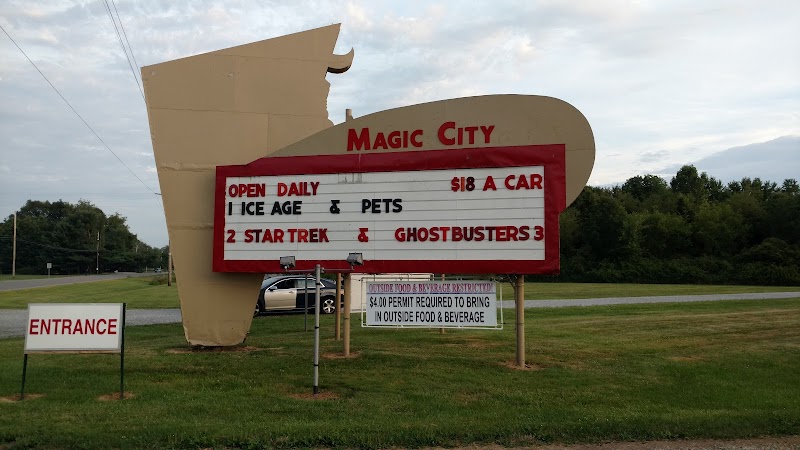 MAGIC CITY
OPEN DAILY $18 A CAR
1 ICE AGE & PETS
2 STAR TREK & GHOSTBUSTERS 3
OUTSIDE FOOD & BEVERAGE RESTRICTED!
$4.00 PERMIT REQUIRED TO BRING
IN OUTSIDE FOOD & BEVERAGE
ENTRANCE